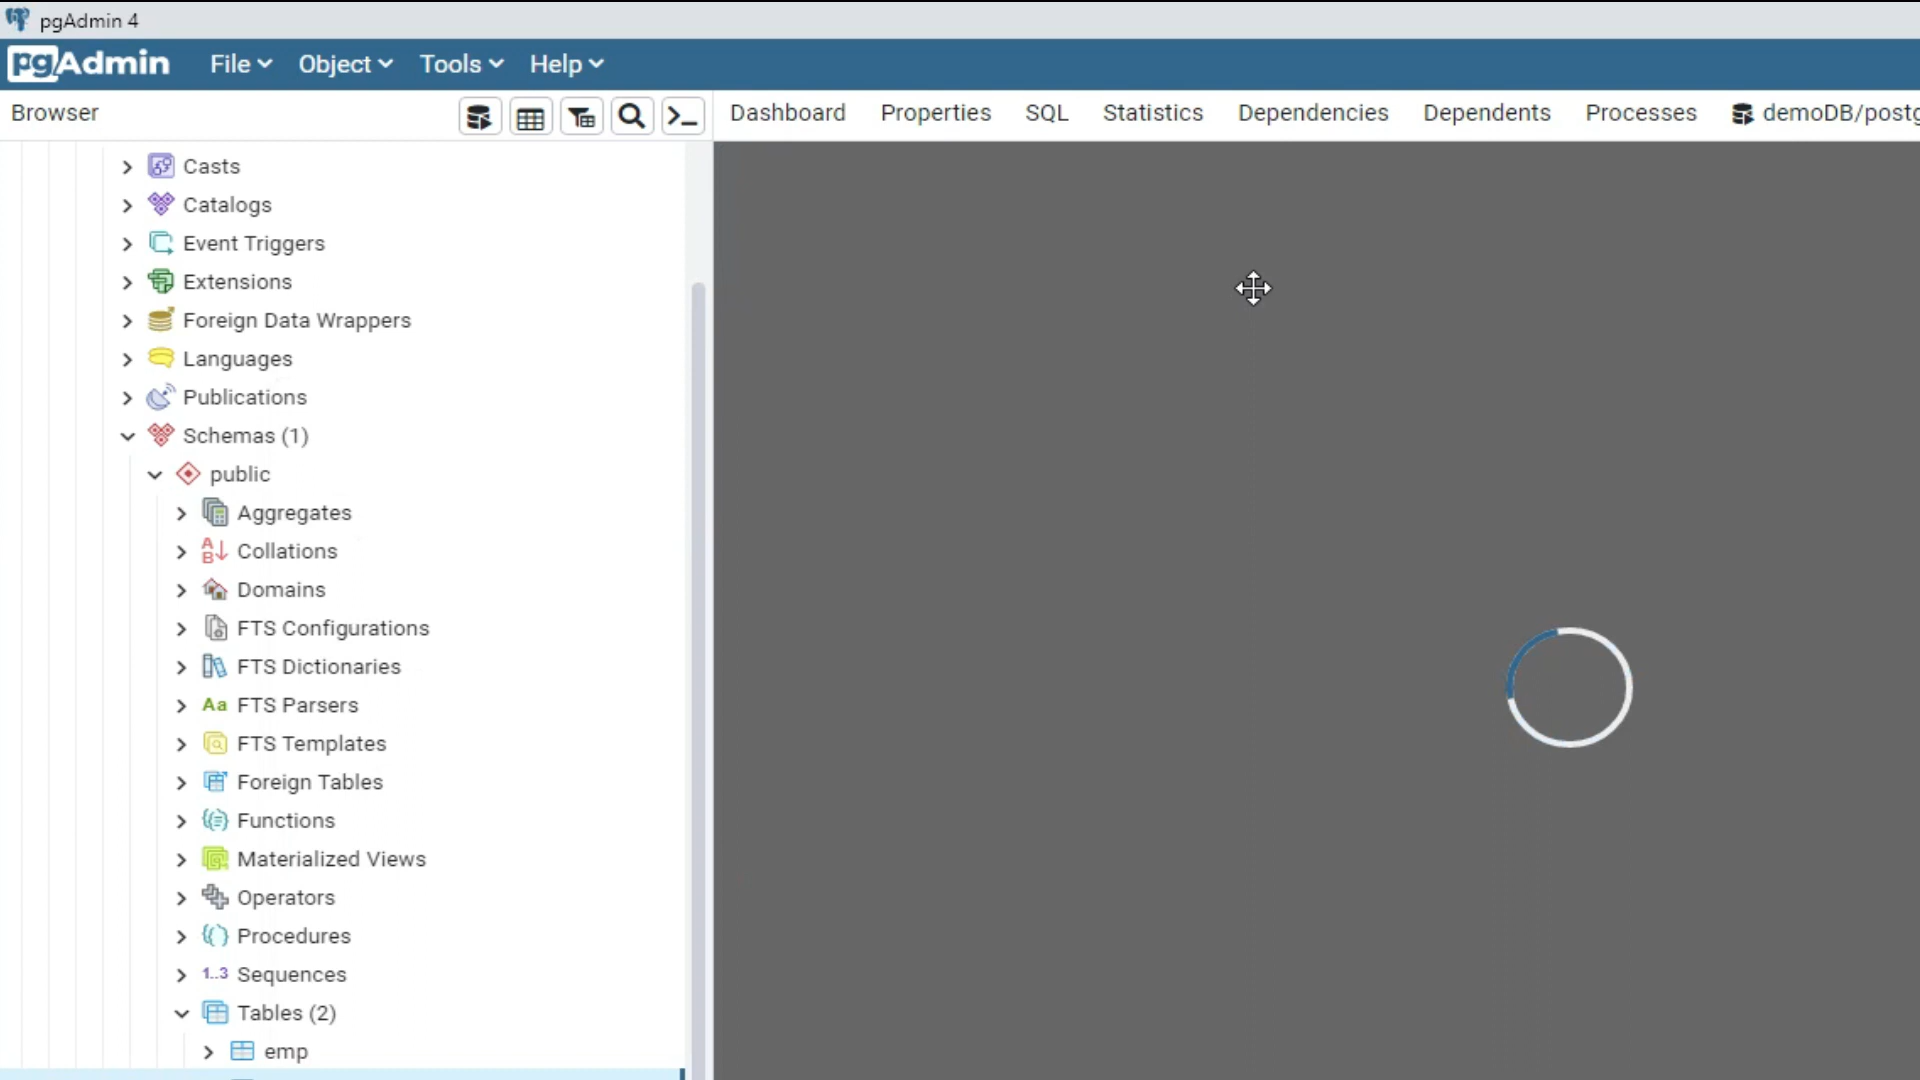 pgAdmin 4
pgAdmin File Object Tools Help
Browser Dashboard Properties SQL Statistics Dependencies Dependents Processes demoDB/postg
Casts
Catalogs
Event Triggers
Extensions
Foreign Data Wrappers
Languages
Publications
Schemas (1)
public
Aggregates
Collations
Domains
FTS Configurations
FTS Dictionaries
Aa FTS Parsers
FTS Templates
Foreign Tables
Functions
Materialized Views
Operators
Procedures
1..3 Sequences
Tables (2)
emp